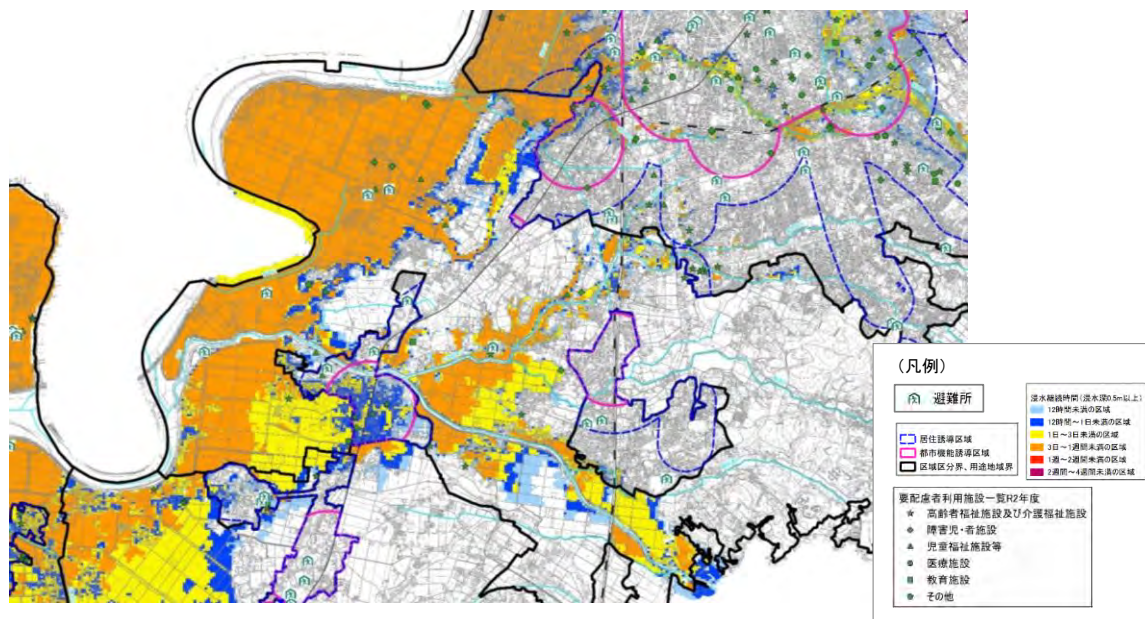 (凡例)
避難所
居住誘導区域
都市機能誘導区域
区域区分界、用途地域界
浸水継続時間(浸水深0.5m以上)
12時間未満の区域
12時間~1日未満の区域
1日~3日未満の区域
3日~1週間未満の区域
1週~2週間未満の区域
2週間~4週間未満の区域
要配慮者利用施設一覧R2年度
高齢者福祉施設及び介護福祉施設
障害児・者施設
児童福祉施設等
医療施設
教育施設
その他